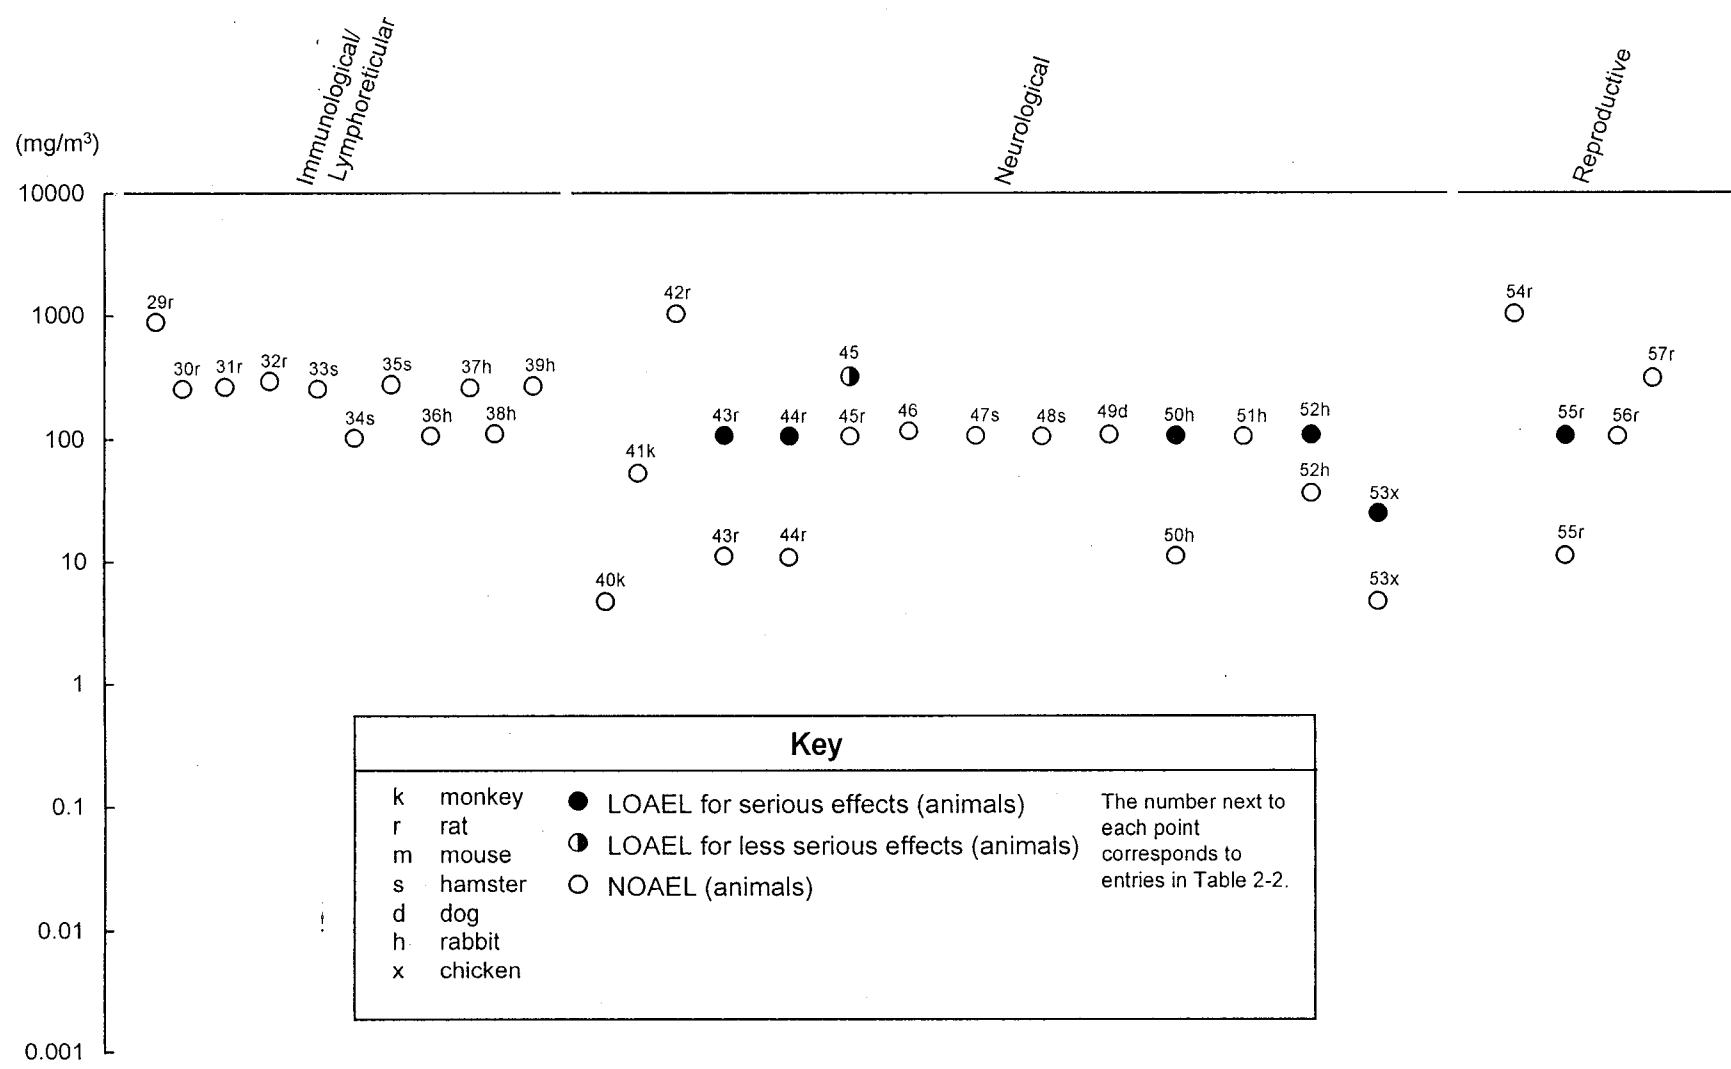 Immunological/
Lymphoreticular
Neurological
Reproductive
(mg/m³)
10000
1000
100
10
1
0.1
0.01
0.001
29r
42r
54r
30r
31r
32r
33s
35s
37h
39h
45
57r
34s
36h
38h
43r
44r
45r
46
47s
48s
49d
50h
51h
52h
55r
56r
41k
52h
53x
43r
44r
50h
55r
40k
53x
Key
k monkey
r rat
m mouse
s hamster
d dog
h rabbit
x chicken
LOAEL for serious effects (animals)
LOAEL for less serious effects (animals)
NOAEL (animals)
The number next to
each point
corresponds to
entries in Table 2-2.